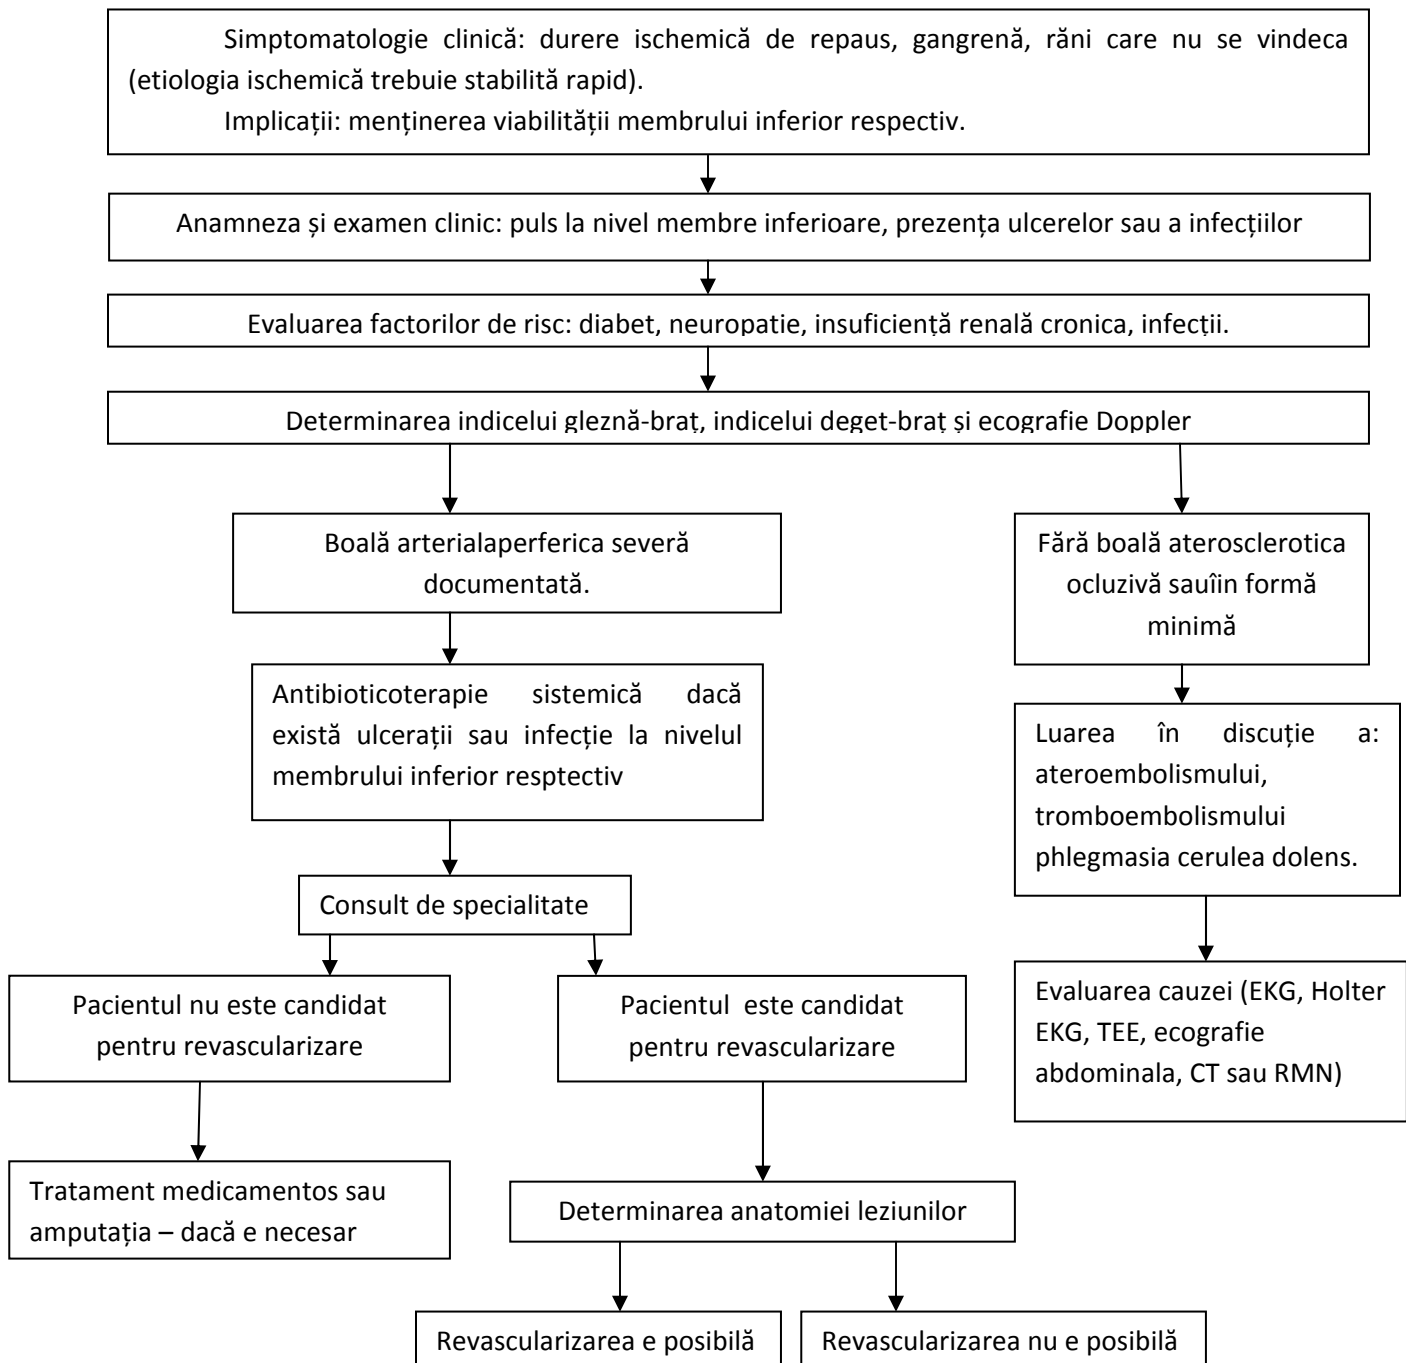 Simptomatologie clinică: durere ischemică de repaus, gangrenă, răni care nu se vindeca
(etiologia ischemică trebuie stabilită rapid).
Implicații: menținerea viabilității membrului inferior respectiv.
Anamneza și examen clinic: puls la nivel membre inferioare, prezența ulcerelor sau a infecțiilor
Evaluarea factorilor de risc: diabet, neuropatie, insuficiență renală cronica, infecții.
Determinarea indicelui gleznă-braț, indicelui deget-braț și ecografie Doppler
Boală arterialaperferica severă
documentată.
Fără boală aterosclerotica
ocluzivă sauîin formă
minimă
Antibioticoterapie sistemică dacă
există ulcerații sau infecție la nivelul
membrului inferior resptectiv
Luarea în discuție a:
ateroembolismului,
tromboembolismului
phlegmasia cerulea dolens.
Consult de specialitate
Pacientul nu este candidat
pentru revascularizare
Pacientul este candidat
pentru revascularizare
Evaluarea cauzei (EKG, Holter
EKG, TEE, ecografie
abdominala, CT sau RMN)
Tratament medicamentos sau
amputația – dacă e necesar
Determinarea anatomiei leziunilor
Revascularizarea e posibilă
Revascularizarea nu e posibilă